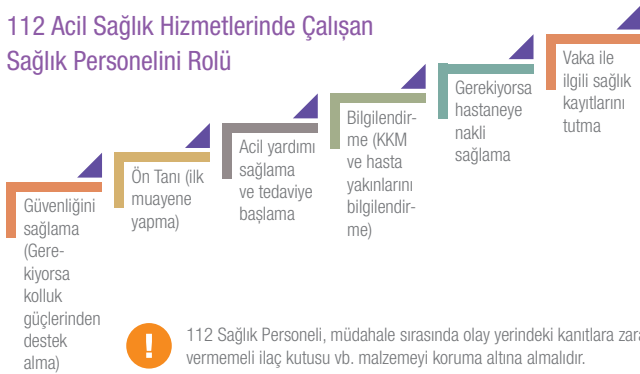 112 Acil Sağlık Hizmetlerinde Çalışan
Sağlık Personelini Rolü
Güvenliğini
sağlama
(Gere-
kiyorsa
kolluk
güçlerinden
destek
alma)
Ön Tanı (ilk
muayene
yapma)
Acil yardımı
sağlama
ve tedaviye
başlama
Bilgilendir-
me (KKM
ve hasta
yakınlarını
bilgilendir-
me)
Gerekiyorsa
hastaneye
nakli
sağlama
Vaka ile
ilgili sağlık
kayıtlarını
tutma
!
112 Sağlık Personeli, müdahale sırasında olay yerindeki kanıtlara zara
vermemeli ilaç kutusu vb. malzemeyi koruma altına almalıdır.